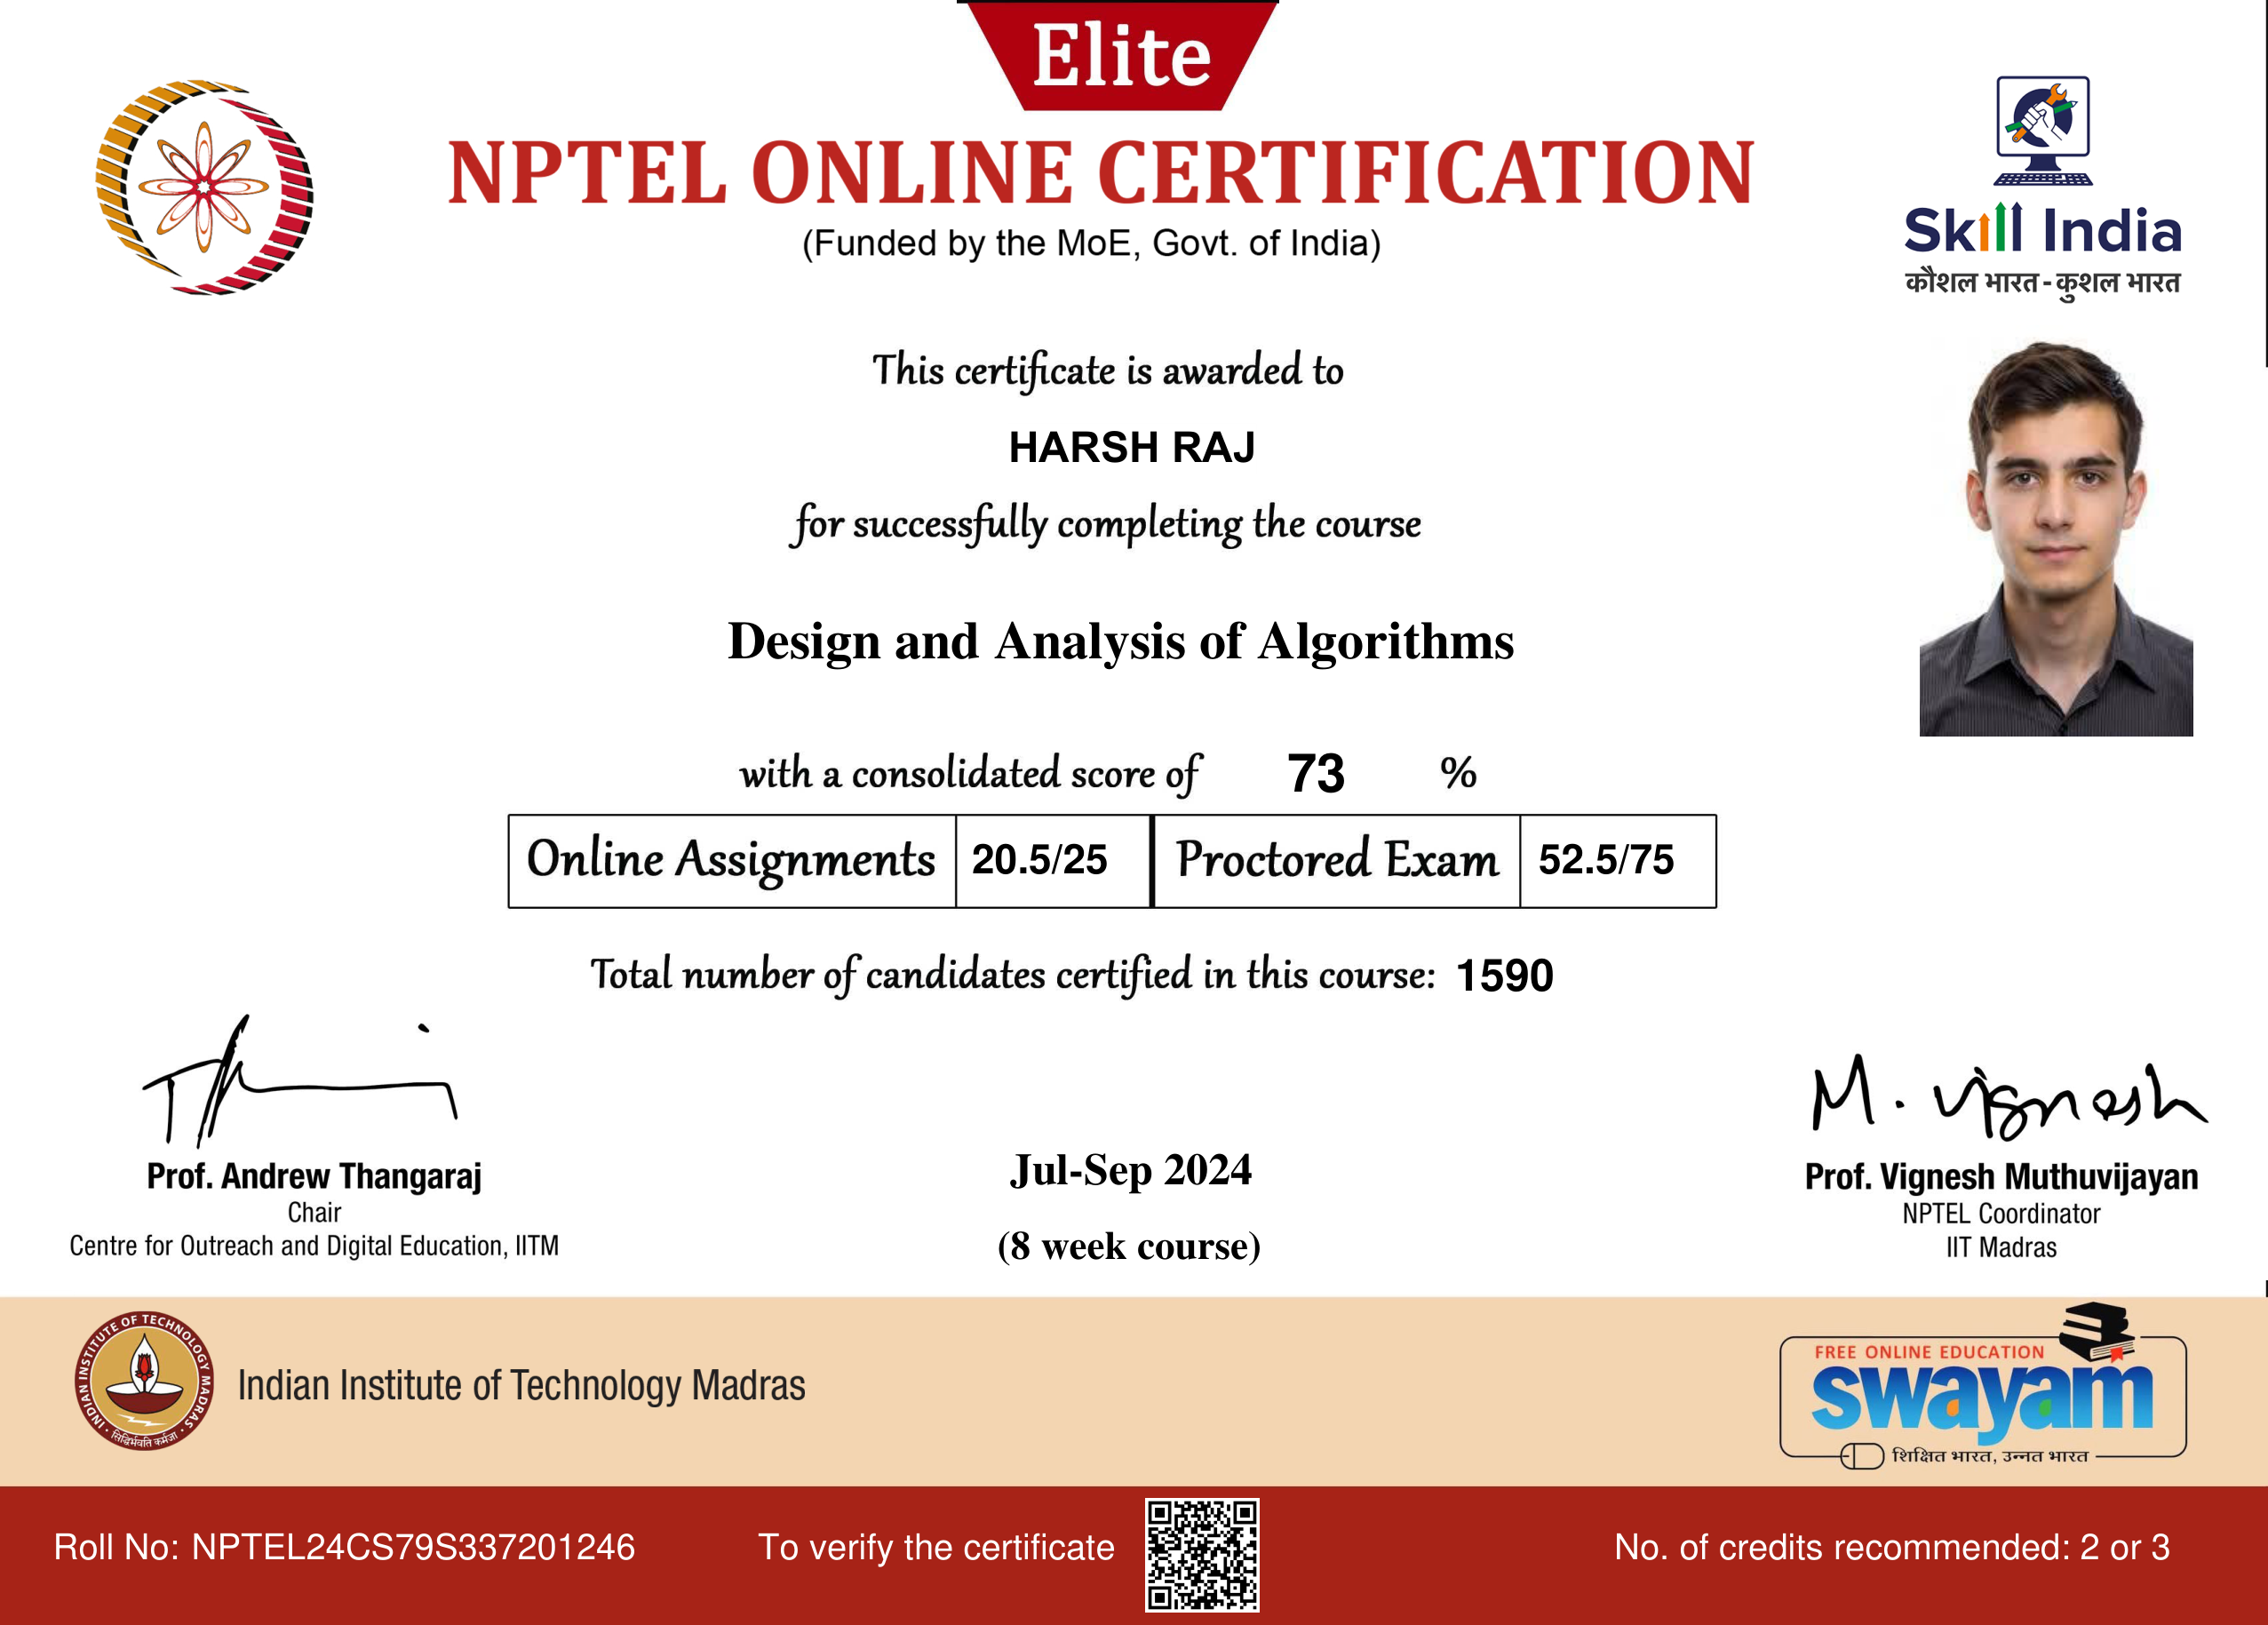 Elite
NPTEL ONLINE CERTIFICATION
(Funded by the MoE, Govt. of India)
Skill India
कौशल भारत - कुशल भारत
This certificate is awarded to
HARSH RAJ
for successfully completing the course
Design and Analysis of Algorithms
with a consolidated score of 73 %
Online Assignments 20.5/25 Proctored Exam 52.5/75
Total number of candidates certified in this course: 1590
M. Vignesh
Prof. Andrew Thangaraj
Chair
Centre for Outreach and Digital Education, IITM
Jul-Sep 2024
(8 week course)
Prof. Vignesh Muthuvijayan
NPTEL Coordinator
IIT Madras
INDIAN INSTITUTE OF TECHNOLOGY MADRAS
सिद्धिर्भवति कर्मजा
Indian Institute of Technology Madras
FREE ONLINE EDUCATION
swayam
शिक्षित भारत, उन्नत भारत
Roll No: NPTEL24CS79S337201246
To verify the certificate
No. of credits recommended: 2 or 3